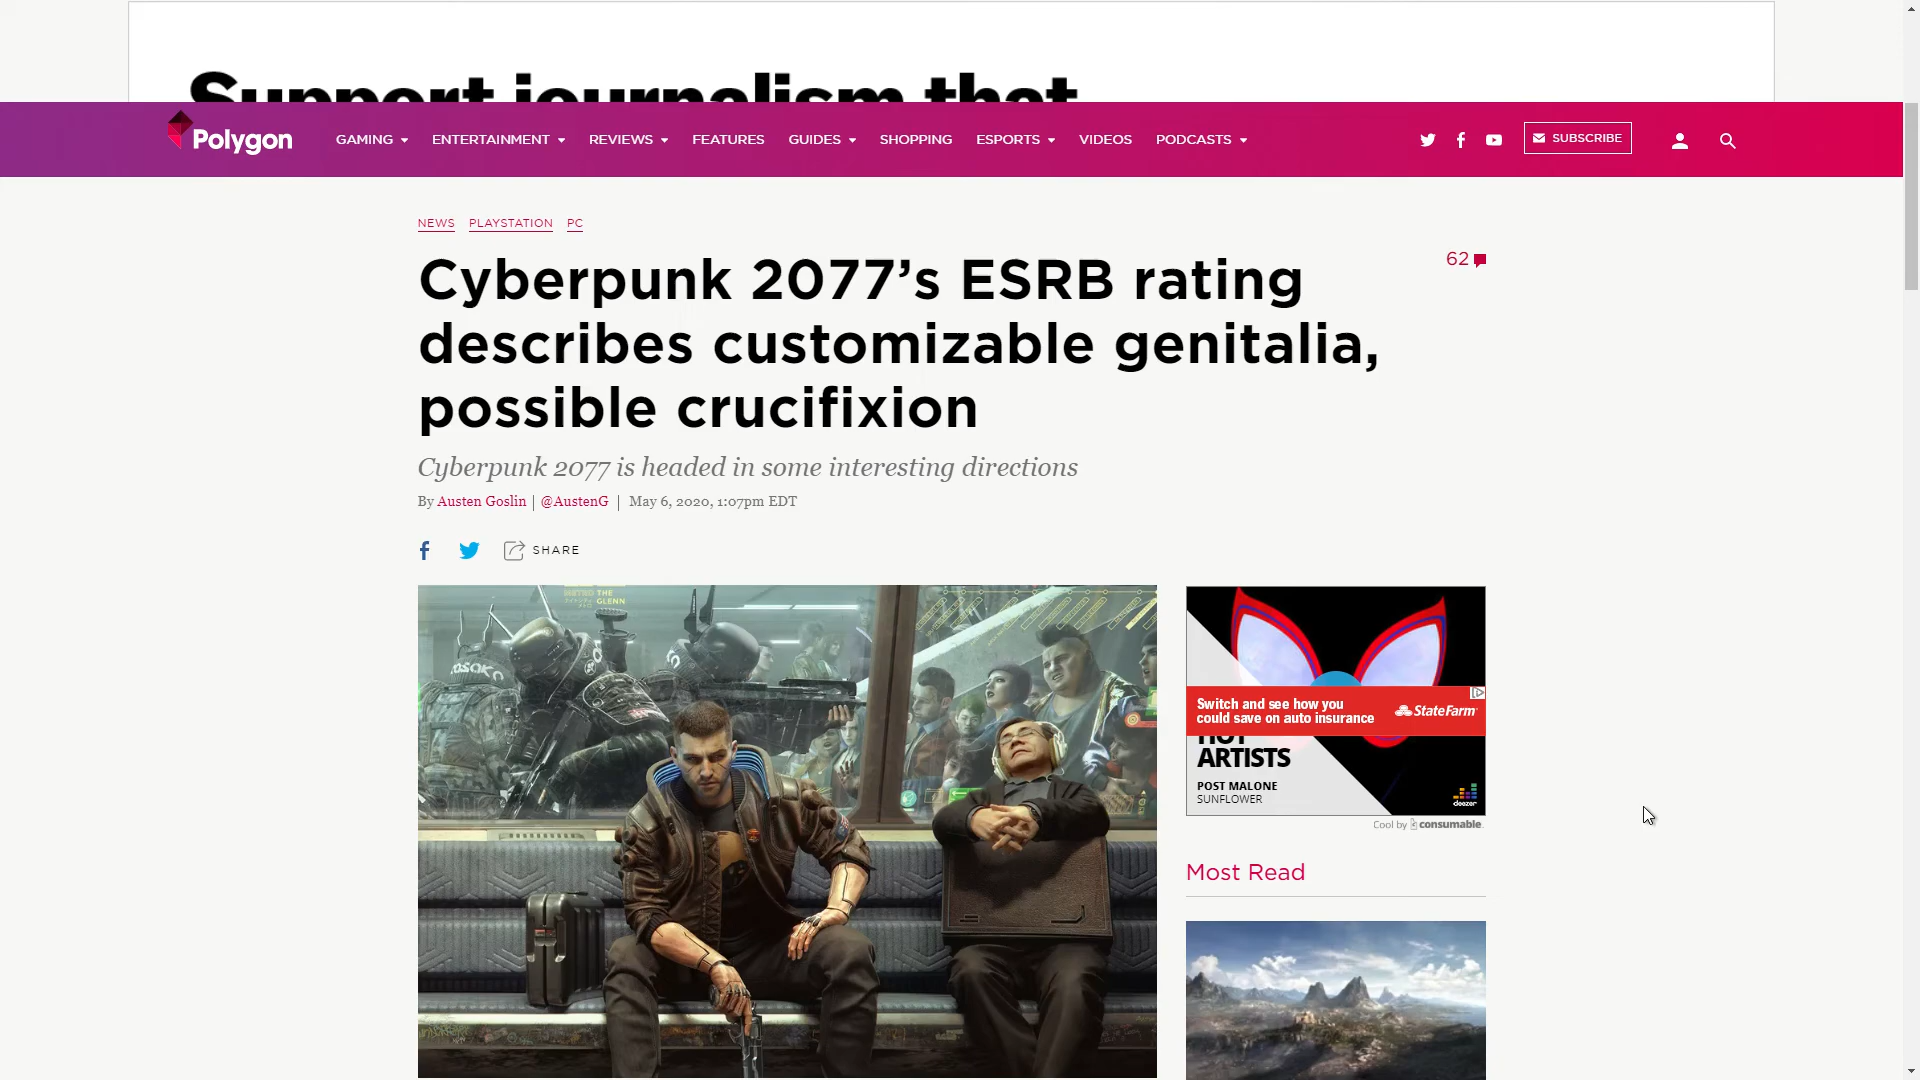 Support journalism that
Polygon
GAMING
ENTERTAINMENT
REVIEWS
FEATURES
GUIDES
SHOPPING
ESPORTS
VIDEOS
PODCASTS
SUBSCRIBE
NEWS PLAYSTATION PC
Cyberpunk 2077’s ESRB rating
describes customizable genitalia,
possible crucifixion
62
Cyberpunk 2077 is headed in some interesting directions
By Austen Goslin | @AustenG | May 6, 2020, 1:07pm EDT
SHARE
METRO THE
GLENN
Switch and see how you
could save on auto insurance
StateFarm
HOT
ARTISTS
POST MALONE
SUNFLOWER
deezer
Cool by consumable.
Most Read